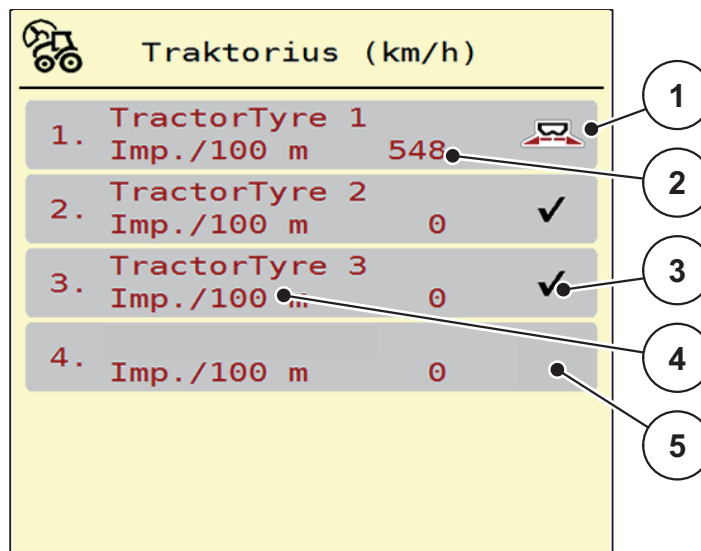 Traktorius (km/h)
1. TractorTyre 1
Imp./100 m 548
2. TractorTyre 2
Imp./100 m 0
3. TractorTyre 3
Imp./100 m 0
4.
Imp./100 m 0
1
2
3
4
5